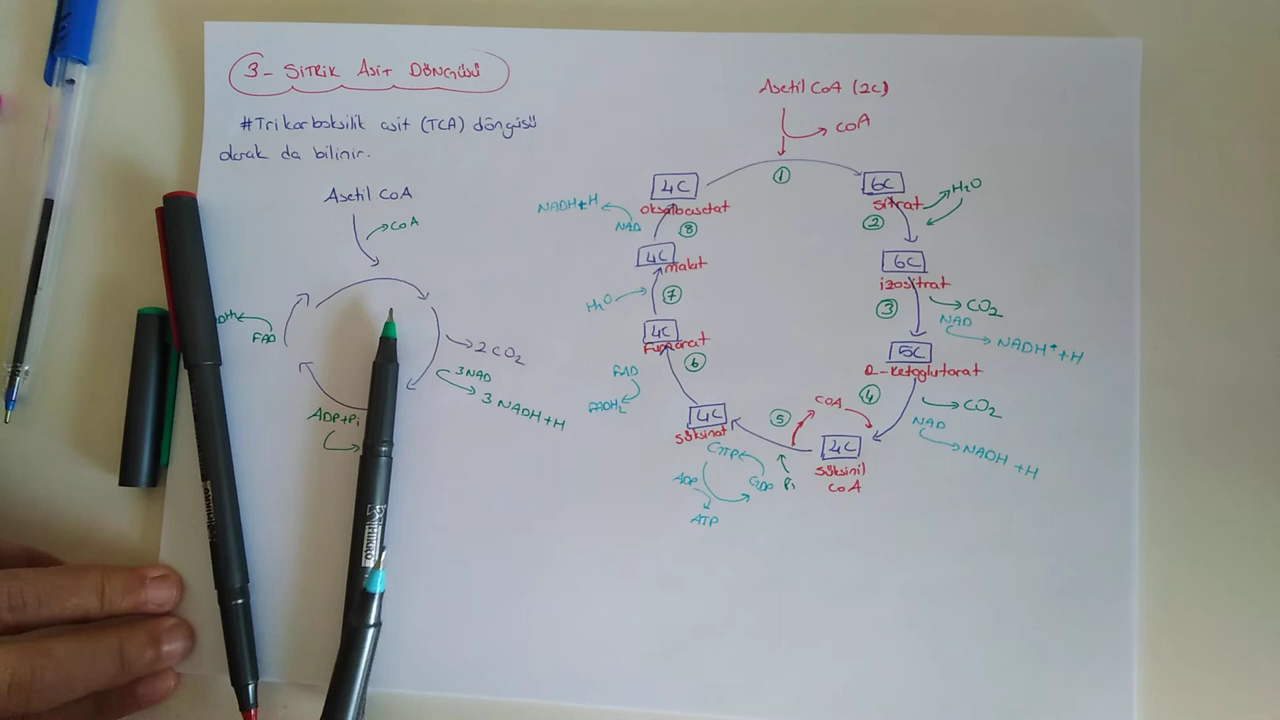 3- SİTRİK ASİT DÖNGÜSÜ
#Trikarboksilik asit (TCA) döngüsü
olarak da bilinir.
Asetil CoA
CoA
2CO2
3NAD
3 NADH+H
ADP+Pi
FAD
DH2
Asetil CoA (2C)
CoA
①
6C
sitrat
H2O
②
6C
izositrat
③
CO2
NAD
NADH+ +H
5C
α-Ketoglutarat
④
CO2
NAD
NADH +H
4C
süksinil
CoA
COA
⑤
Pi
GDP
GTP
ADP
ATP
4C
süksinat
⑥
FAD
FADH2
4C
Fumarat
⑦
H2O
4C
malat
⑧
NAD
NADH+H
4C
okzaloasetat
MIKRO